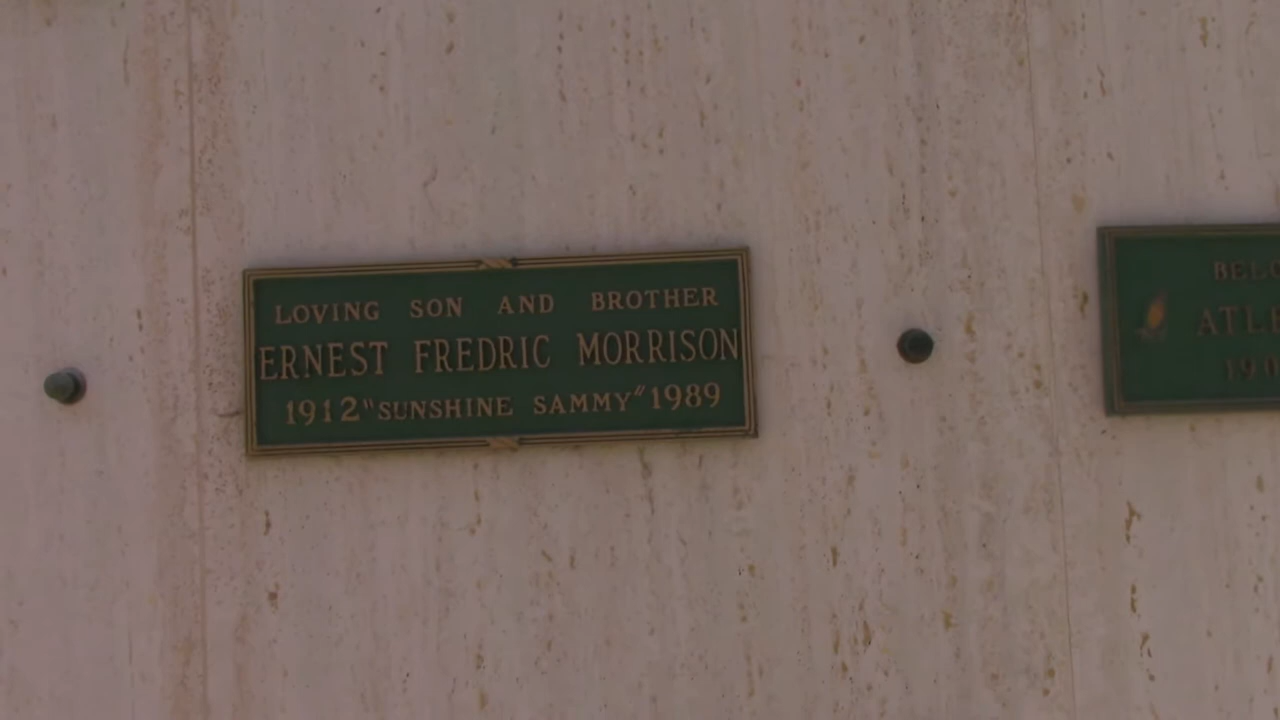 LOVING SON AND BROTHER
ERNEST FREDRIC MORRISON
1912 "SUNSHINE SAMMY" 1989